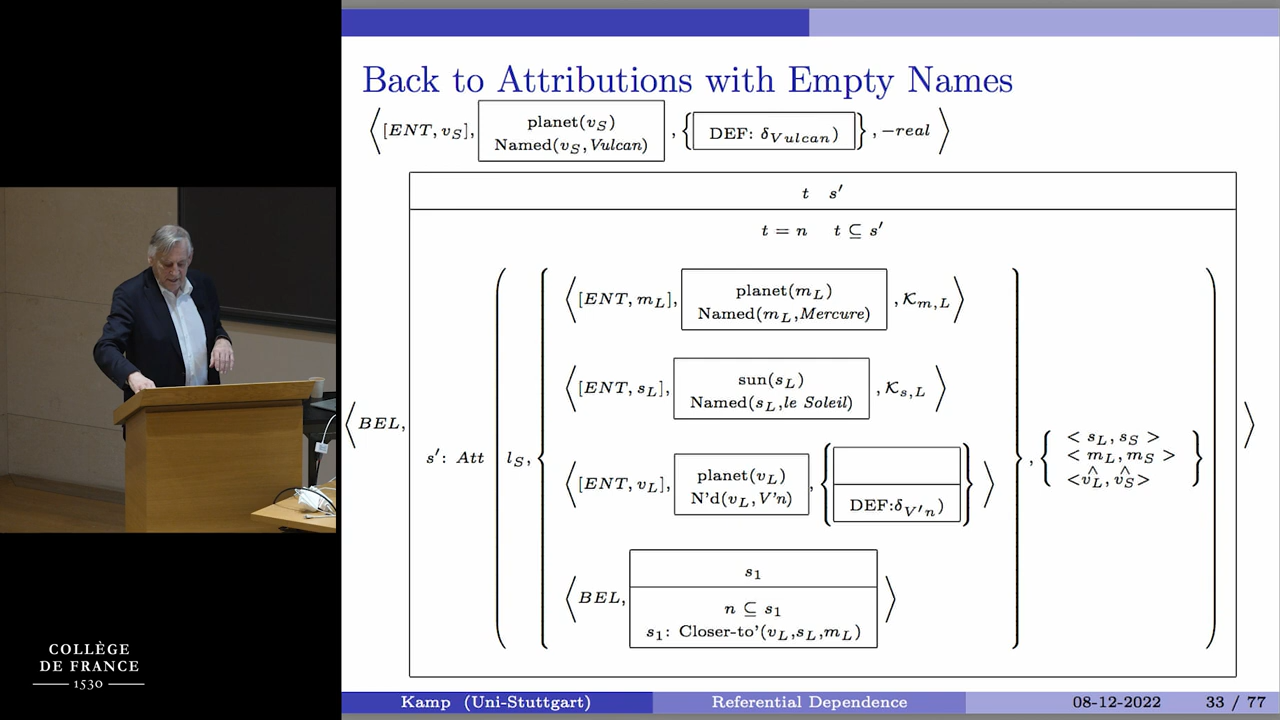 Back to Attributions with Empty Names
⟨[ENT, v_S], planet(v_S) Named(v_S, Vulcan) , { DEF: δ_Vulcan) } , −real ⟩
t s′
t = n t ⊆ s′
⟨[ENT, m_L], planet(m_L) Named(m_L,Mercure) , 𝒦_m,L ⟩
⟨[ENT, s_L], sun(s_L) Named(s_L,le Soleil) , 𝒦_s,L ⟩
⟨BEL, s′: Att ( l_S, {
⟨[ENT, v_L], planet(v_L) N'd(v_L, V'n) , { DEF:δ_V′n) } ⟩
⟨BEL, s₁
n ⊆ s₁
s₁: Closer-to'(v_L,s_L,m_L) ⟩
} , {
< s_L, s_S >
< m_L, m_S >
<v̂_L, v̂_S>
} ) ⟩
COLLÈGE
DE FRANCE
1530
Kamp (Uni-Stuttgart) Referential Dependence 08-12-2022 33 / 77